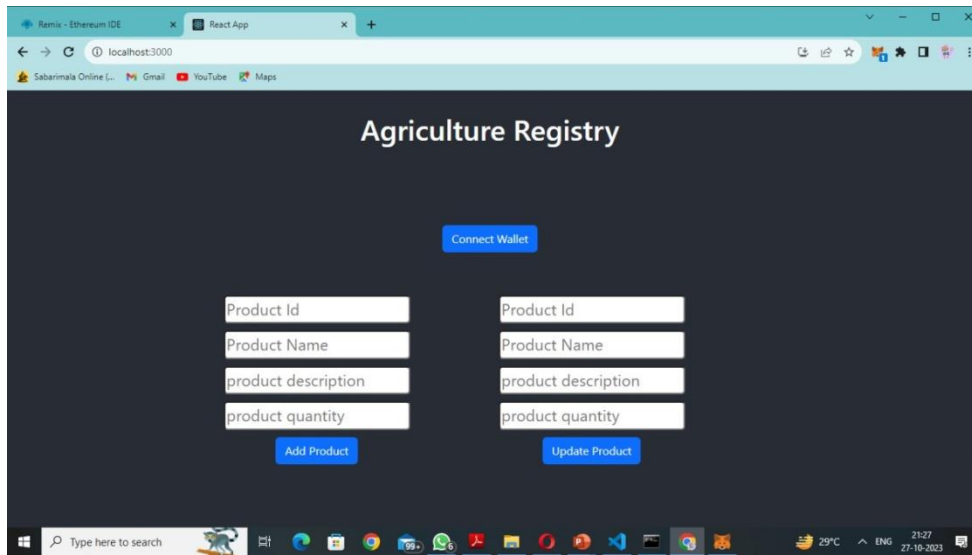 Remix - Ethereum IDE
React App
localhost:3000
Sabarimala Online (... Gmail YouTube Maps
Agriculture Registry
Connect Wallet
Product Id
Product Name
product description
product quantity
Add Product
Product Id
Product Name
product description
product quantity
Update Product
Type here to search
99+
6
29°C
ENG
21:27
27-10-2023